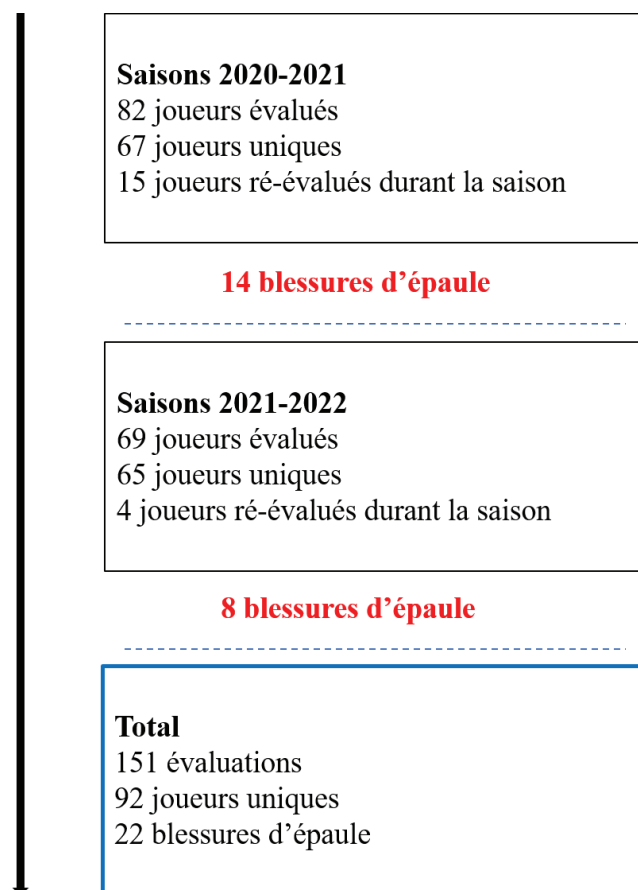 Saisons 2020-2021
82 joueurs évalués
67 joueurs uniques
15 joueurs ré-évalués durant la saison
14 blessures d’épaule
Saisons 2021-2022
69 joueurs évalués
65 joueurs uniques
4 joueurs ré-évalués durant la saison
8 blessures d’épaule
Total
151 évaluations
92 joueurs uniques
22 blessures d’épaule